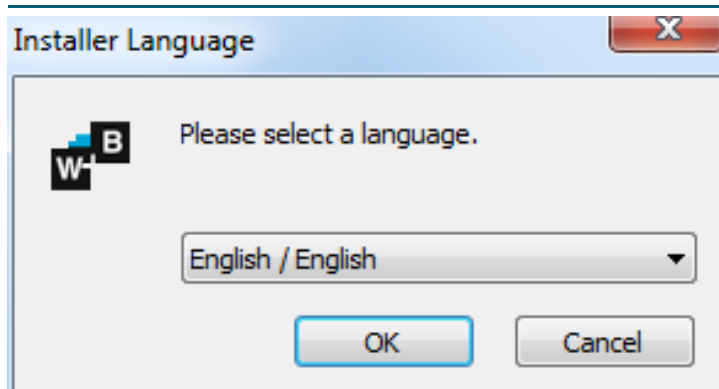 Installer Language
B
W
Please select a language.
English / English
OK
Cancel